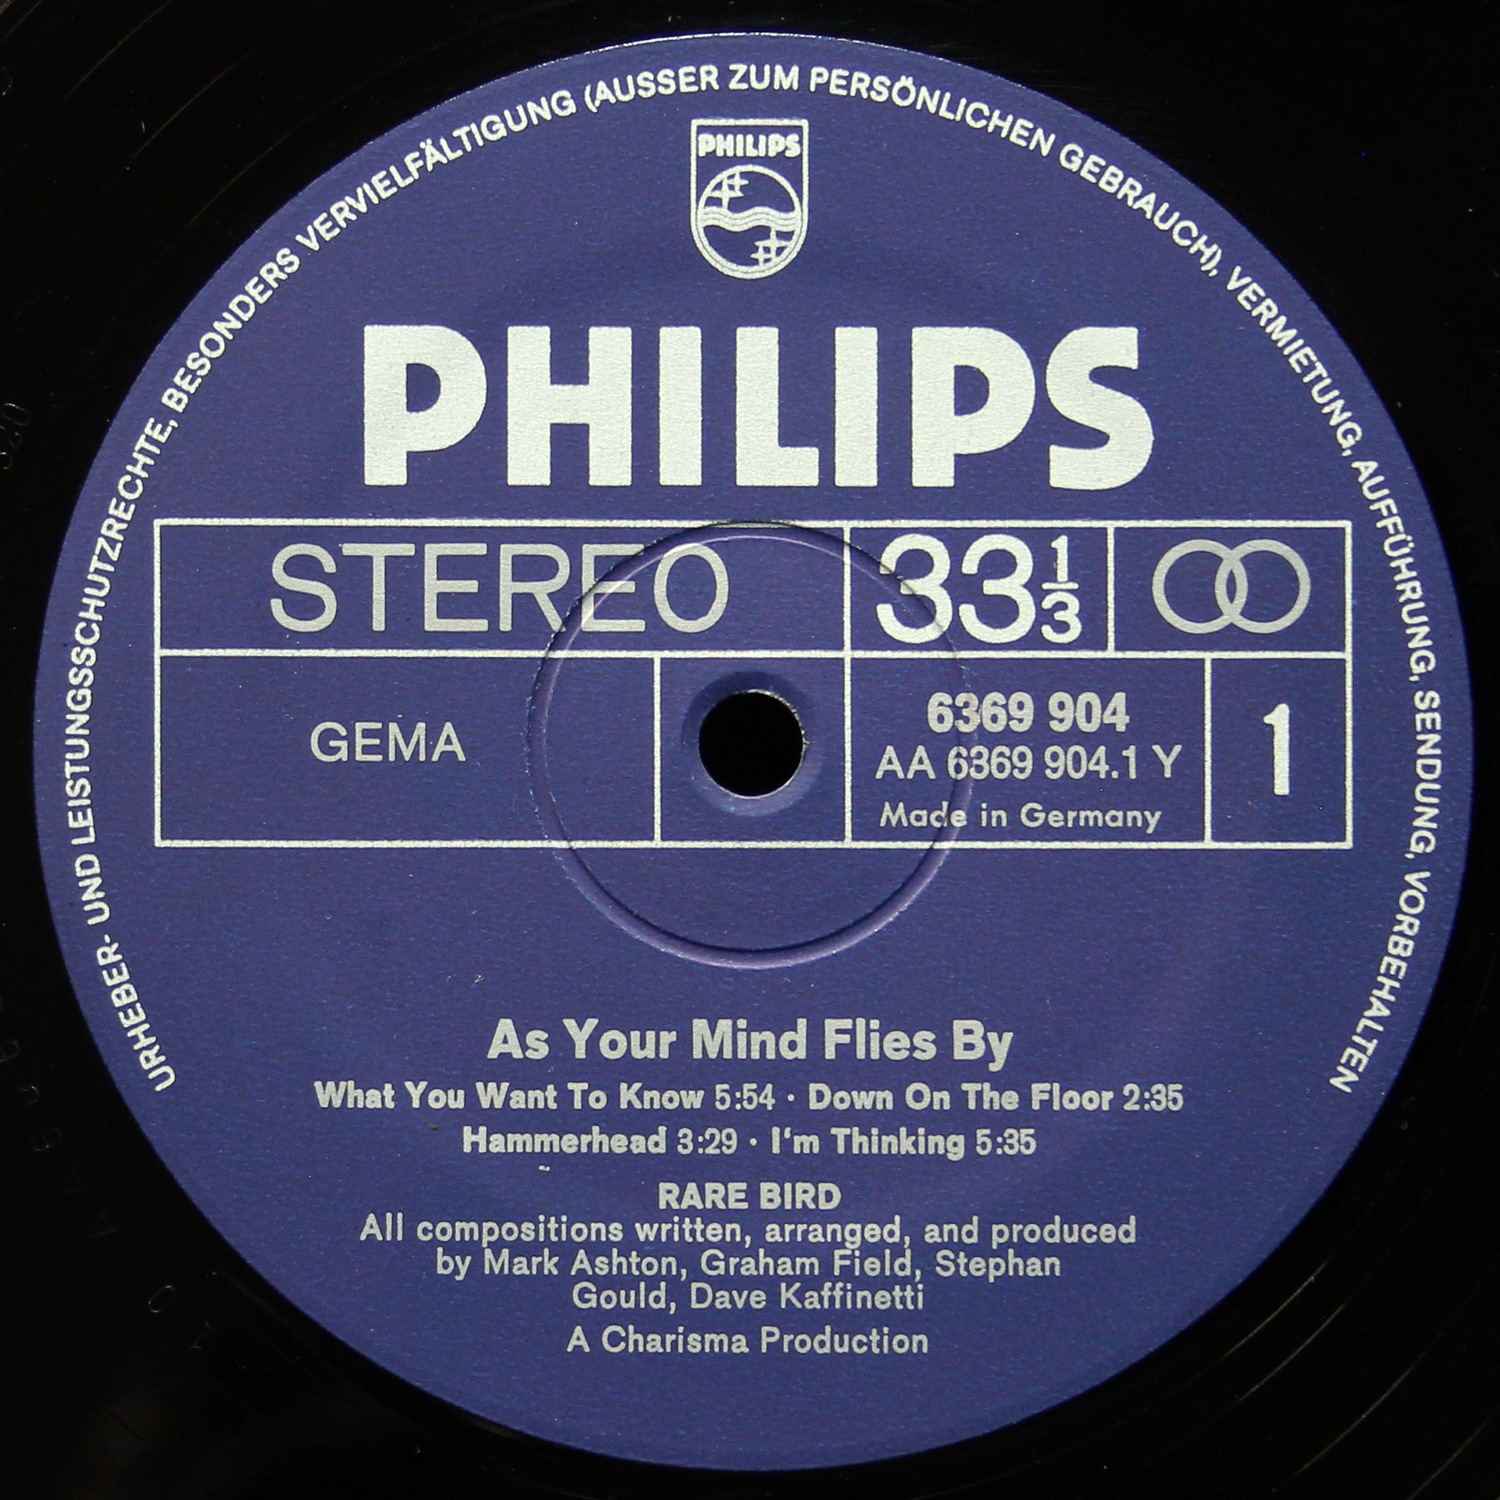 URHEBER- UND LEISTUNGSSCHUTZRECHTE, BESONDERS VERVIELFÄLTIGUNG (AUSSER ZUM PERSÖNLICHEN GEBRAUCH), VERMIETUNG, AUFFÜHRUNG, SENDUNG, VORBEHALTEN
PHILIPS
PHILIPS
STEREO 33 1/3
GEMA
6369 904
AA 6369 904.1 Y
Made in Germany
1
As Your Mind Flies By
What You Want To Know 5:54 · Down On The Floor 2:35
Hammerhead 3:29 · I'm Thinking 5:35
RARE BIRD
All compositions written, arranged, and produced
by Mark Ashton, Graham Field, Stephan
Gould, Dave Kaffinetti
A Charisma Production